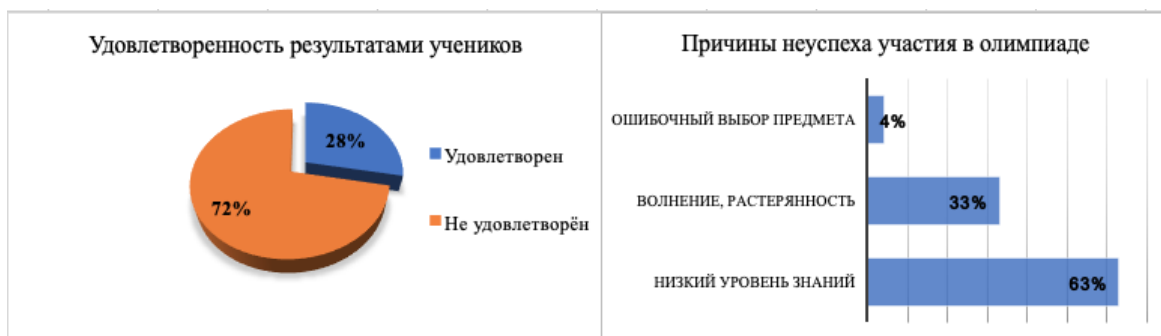 Удовлетворенность результатами учеников
28%
72%
Удовлетворен
Не удовлетворён
Причины неуспеха участия в олимпиаде
ОШИБОЧНЫЙ ВЫБОР ПРЕДМЕТА
4%
ВОЛНЕНИЕ, РАСТЕРЯННОСТЬ
33%
НИЗКИЙ УРОВЕНЬ ЗНАНИЙ
63%